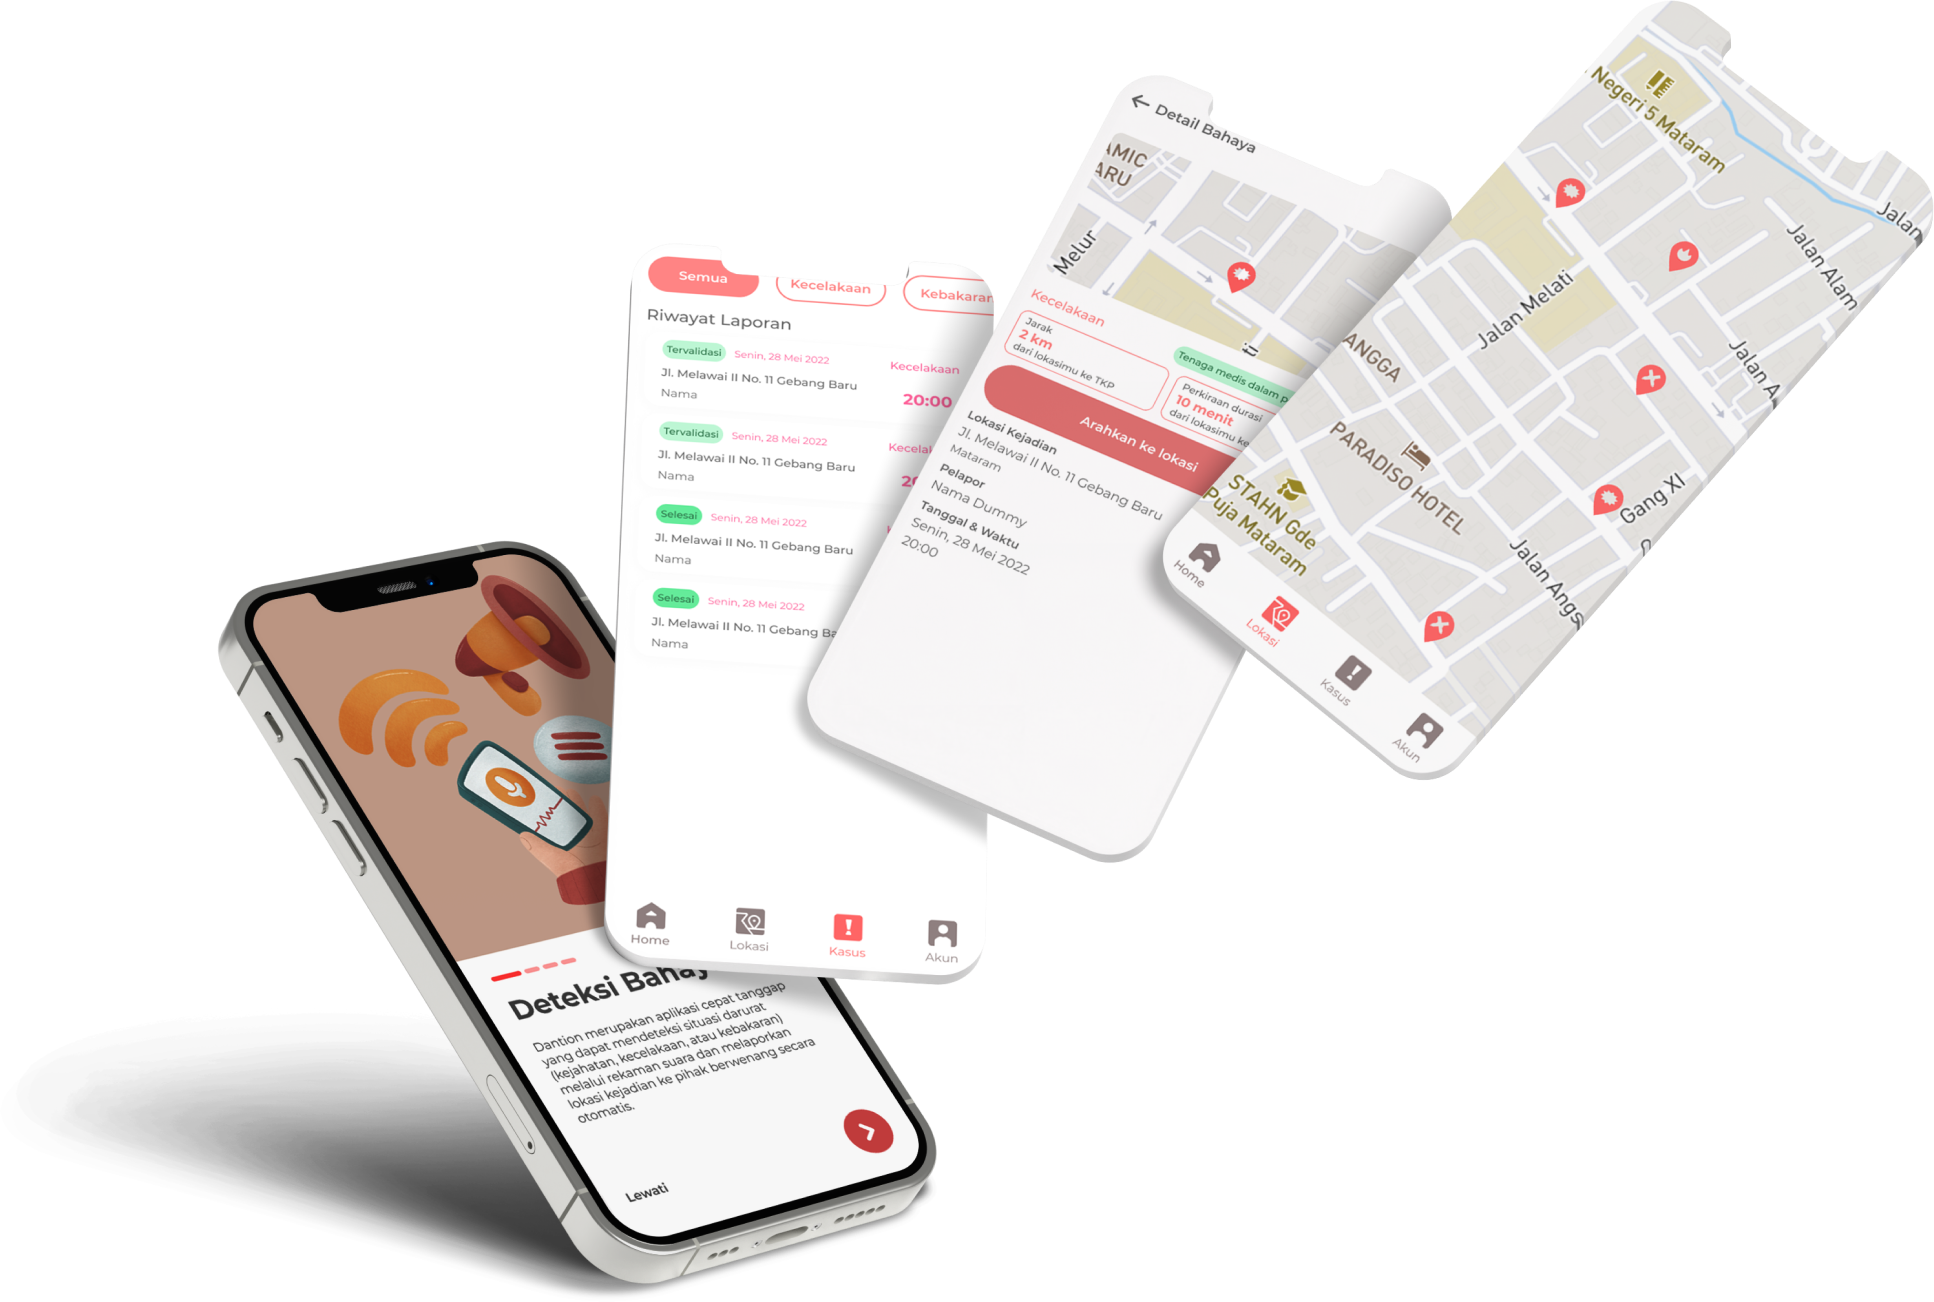 Deteksi Bahay
Dantion merupakan aplikasi cepat tanggap
yang dapat mendeteksi situasi darurat
(kejahatan, kecelakaan, atau kebakaran)
melalui rekaman suara dan melaporkan
lokasi kejadian ke pihak berwenang secara
otomatis.
Lewati
Semua
Kecelakaan
Kebakaran
Riwayat Laporan
Tervalidasi Senin, 28 Mei 2022 Kecelakaan
Jl. Melawai II No. 11 Gebang Baru
Nama 20:00
Tervalidasi Senin, 28 Mei 2022 Kecela
Jl. Melawai II No. 11 Gebang Baru
Nama
Selesai Senin, 28 Mei 2022
Jl. Melawai II No. 11 Gebang Baru
Nama
Selesai Senin, 28 Mei 2022
Jl. Melawai II No. 11 Gebang Ba
Nama
Home
Lokasi
Kasus
Akun
Detail Bahaya
AMIC
ARU
Melur
Kecelakaan
Tenaga medis dalam p
Jarak
2 km
dari lokasimu ke TKP
Perkiraan durasi
10 menit
dari lokasimu ke
Arahkan ke lokasi
Lokasi Kejadian
Jl. Melawai II No. 11 Gebang Baru
Mataram
Pelapor
Nama Dummy
Tanggal & Waktu
Senin, 28 Mei 2022
20:00
Negeri 5 Mataram
Jalan
Jalan Alam
Jalan Melati
Jalan A
ANGGA
PARADISO HOTEL
STAHN Gde
Puja Mataram
Gang XI
Jalan Angs
Home
Lokasi
Kasus
Akun